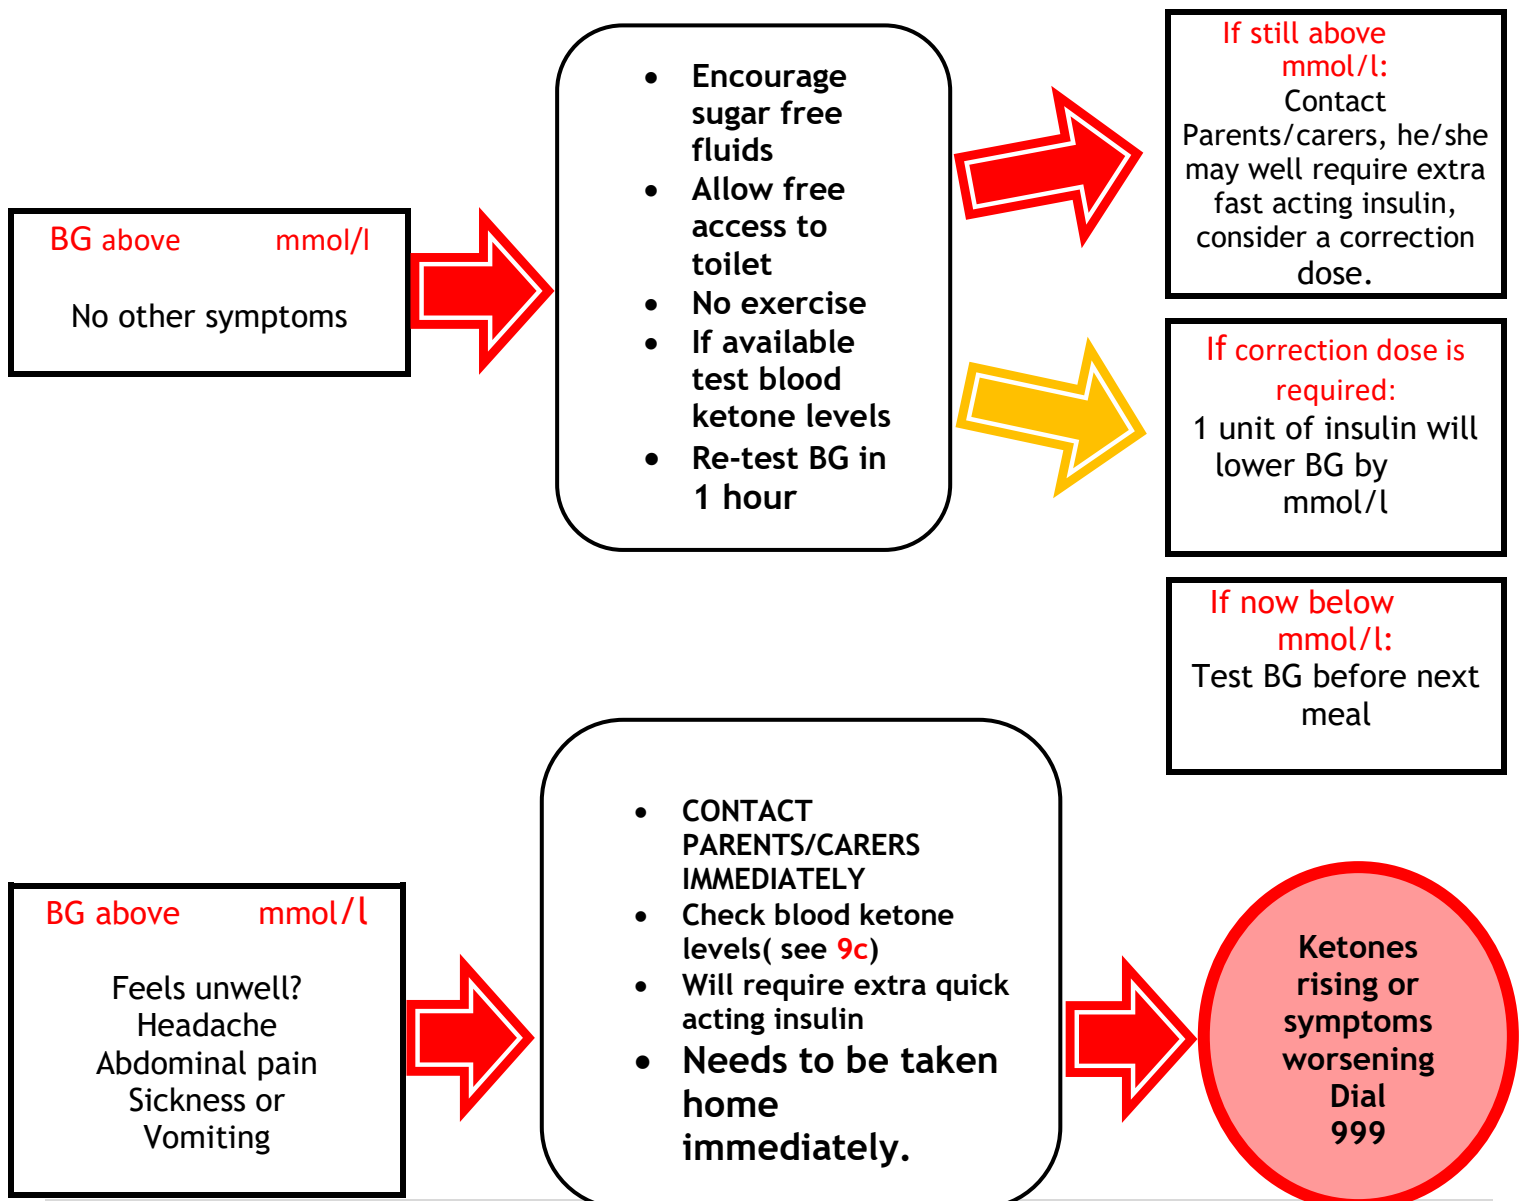 BG above mmol/l
No other symptoms
• Encourage
sugar free
fluids
• Allow free
access to
toilet
• No exercise
• If available
test blood
ketone levels
• Re-test BG in
1 hour
If still above
mmol/l:
Contact
Parents/carers, he/she
may well require extra
fast acting insulin,
consider a correction
dose.
If correction dose is
required:
1 unit of insulin will
lower BG by
mmol/l
If now below
mmol/l:
Test BG before next
meal
BG above mmol/l
Feels unwell?
Headache
Abdominal pain
Sickness or
Vomiting
• CONTACT
PARENTS/CARERS
IMMEDIATELY
• Check blood ketone
levels( see 9c)
• Will require extra quick
acting insulin
• Needs to be taken
home
immediately.
Ketones
rising or
symptoms
worsening
Dial
999